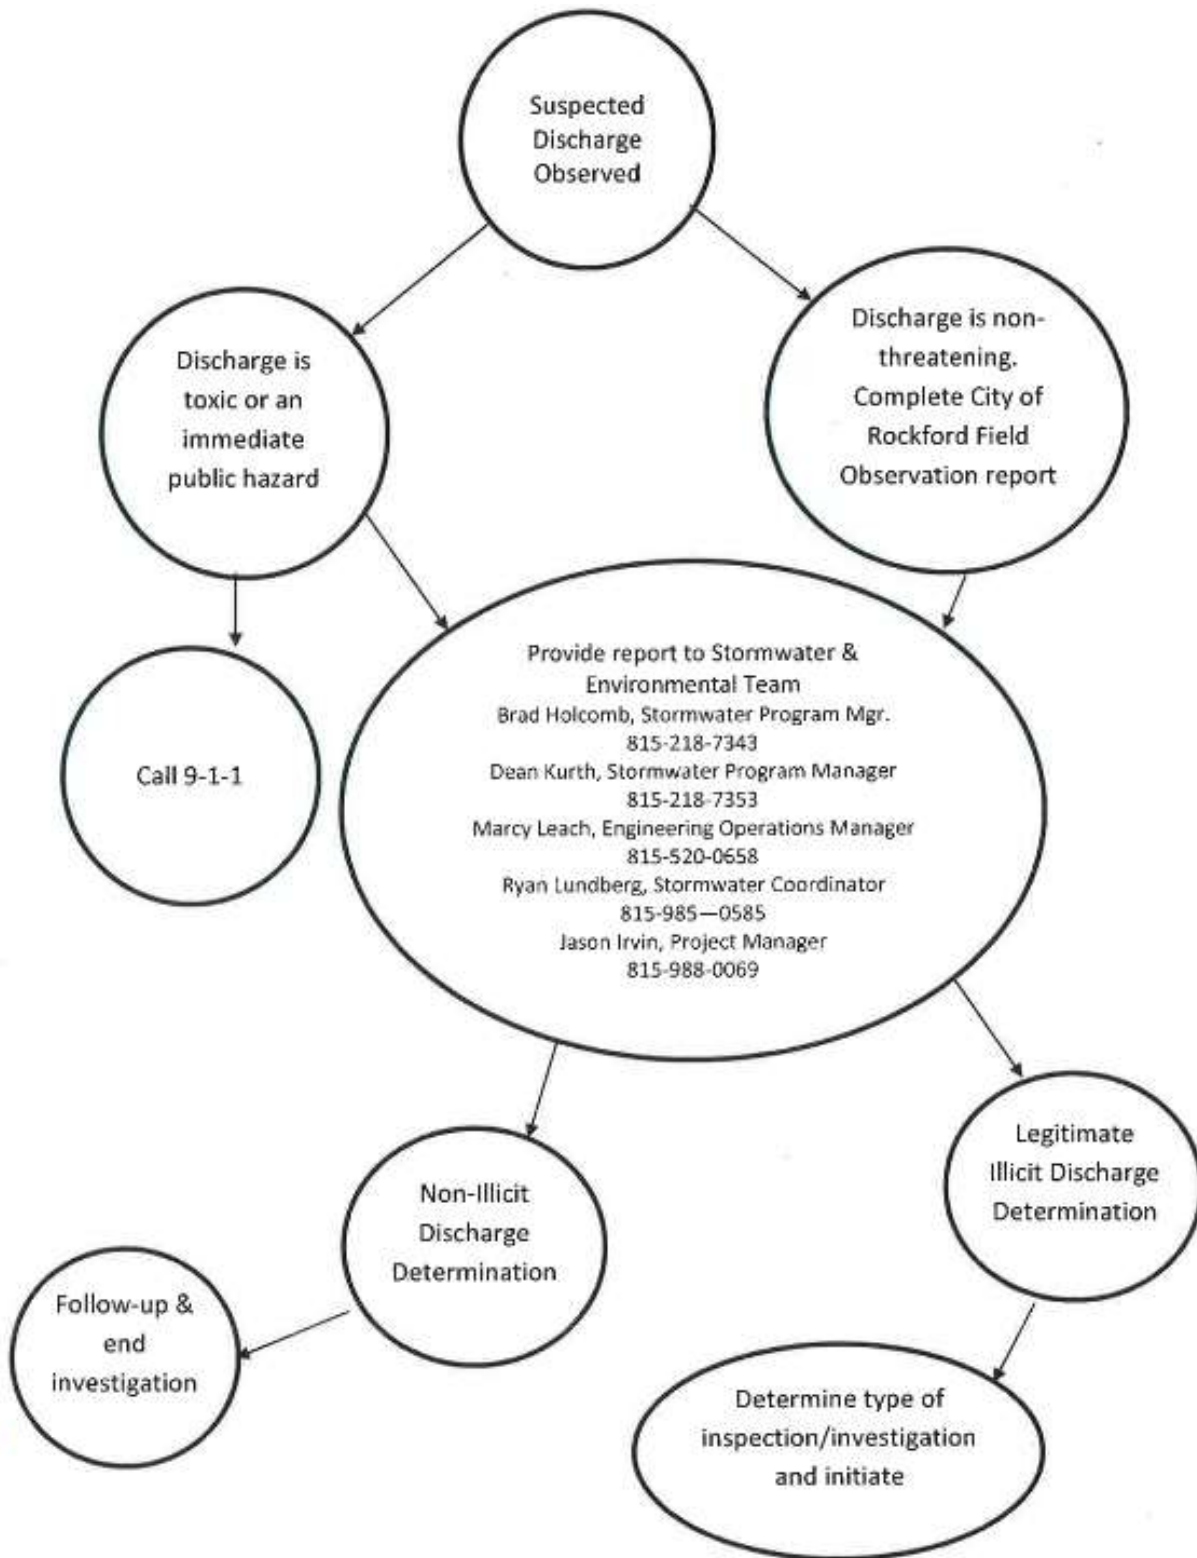 Suspected
Discharge
Observed
Discharge is
toxic or an
immediate
public hazard
Discharge is non-
threatening.
Complete City of
Rockford Field
Observation report
Call 9-1-1
Provide report to Stormwater &
Environmental Team
Brad Holcomb, Stormwater Program Mgr.
815-218-7343
Dean Kurth, Stormwater Program Manager
815-218-7353
Marcy Leach, Engineering Operations Manager
815-520-0658
Ryan Lundberg, Stormwater Coordinator
815-985—0585
Jason Irvin, Project Manager
815-988-0069
Non-Illicit
Discharge
Determination
Legitimate
Illicit Discharge
Determination
Follow-up &
end
investigation
Determine type of
inspection/investigation
and initiate